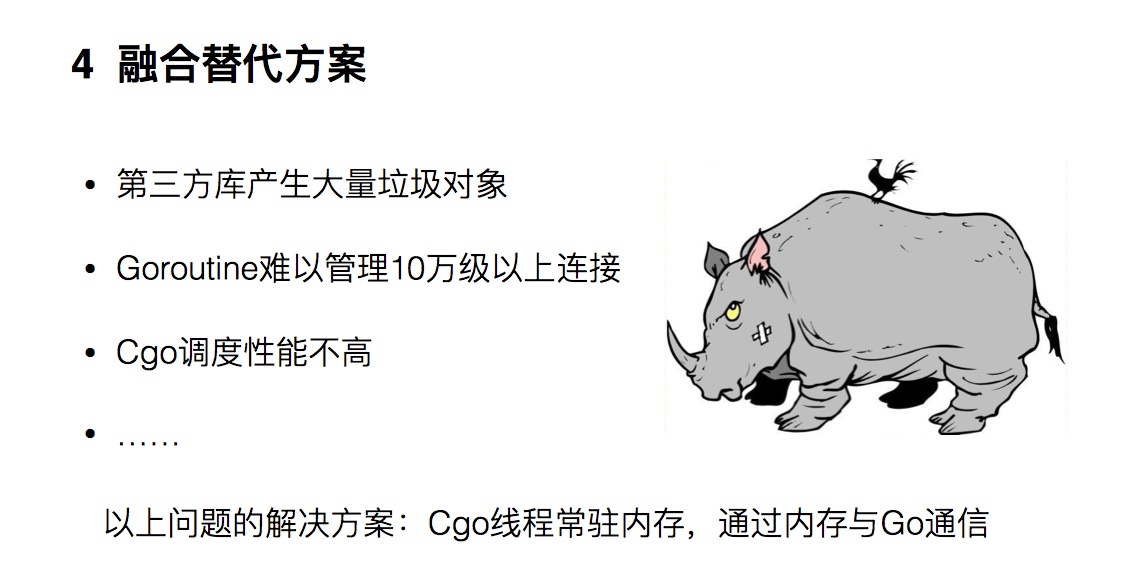 4 融合替代方案
• 第三方库产生大量垃圾对象
• Goroutine难以管理10万级以上连接
• Cgo调度性能不高
• ……
以上问题的解决方案：Cgo线程常驻内存，通过内存与Go通信